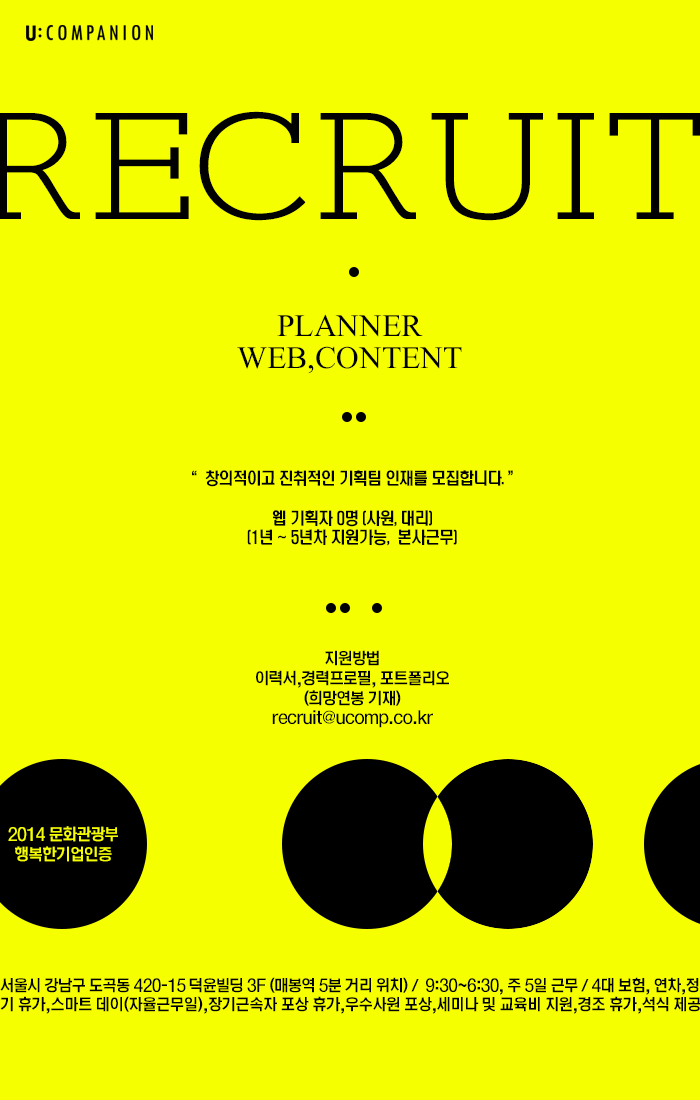 U:COMPANION
RECRUIT
PLANNER
WEB,CONTENT
“ 창의적이고 진취적인 기획팀 인재를 모집합니다. ”
웹 기획자 0명 (사원, 대리)
(1년 ~ 5년차 지원가능, 본사근무)
지원방법
이력서,경력프로필, 포트폴리오
(희망연봉 기재)
recruit@ucomp.co.kr
2014 문화관광부
행복한기업인증
서울시 강남구 도곡동 420-15 덕윤빌딩 3F (매봉역 5분 거리 위치) / 9:30~6:30, 주 5일 근무 / 4대 보험, 연차,정
기 휴가,스마트 데이(자율근무일),장기근속자 포상 휴가,우수사원 포상,세미나 및 교육비 지원,경조 휴가,석식 제공